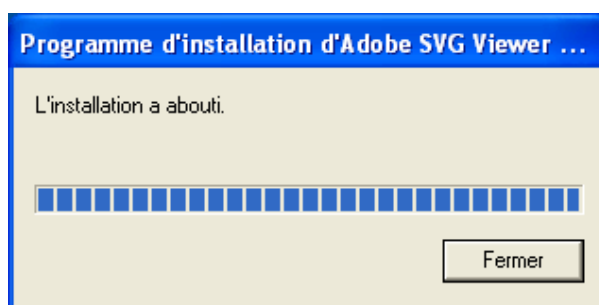 Programme d'installation d'Adobe SVG Viewer ...
L'installation a abouti.
Fermer